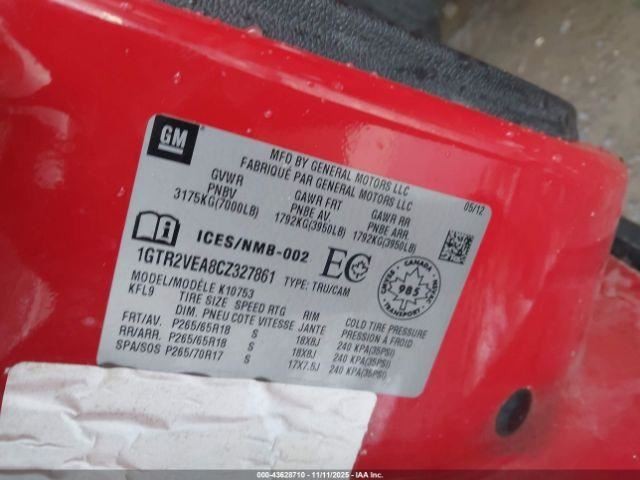 GM
MFD BY GENERAL MOTORS LLC
FABRIQUÉ PAR GENERAL MOTORS LLC
05/12
GVWR
PNBV
3175KG(7000LB)
GAWR FRT
PNBE AV.
1792KG(3950LB)
GAWR RR
PNBE ARR
1792KG(3950LB)
ICES/NMB-002
1GTR2VEA8CZ327861 TYPE: TRU/CAM
EC
CANADA
985
TRANSPORT
MODEL/MODÈLE K10753
KFL9
TIRE SIZE SPEED RTG RIM COLD TIRE PRESSURE
DIM. PNEU COTE VITESSE JANTE PRESSION À FROID
FRT/AV. P265/65R18 S 18X8J 240 KPA(35PSI)
RR/ARR. P265/65R18 S 18X8J 240 KPA(35PSI)
SPA/SOS P265/70R17 S 17X7.5J 240 KPA(35PSI)
000-43628710 - 11/11/2025 - IAA Inc.